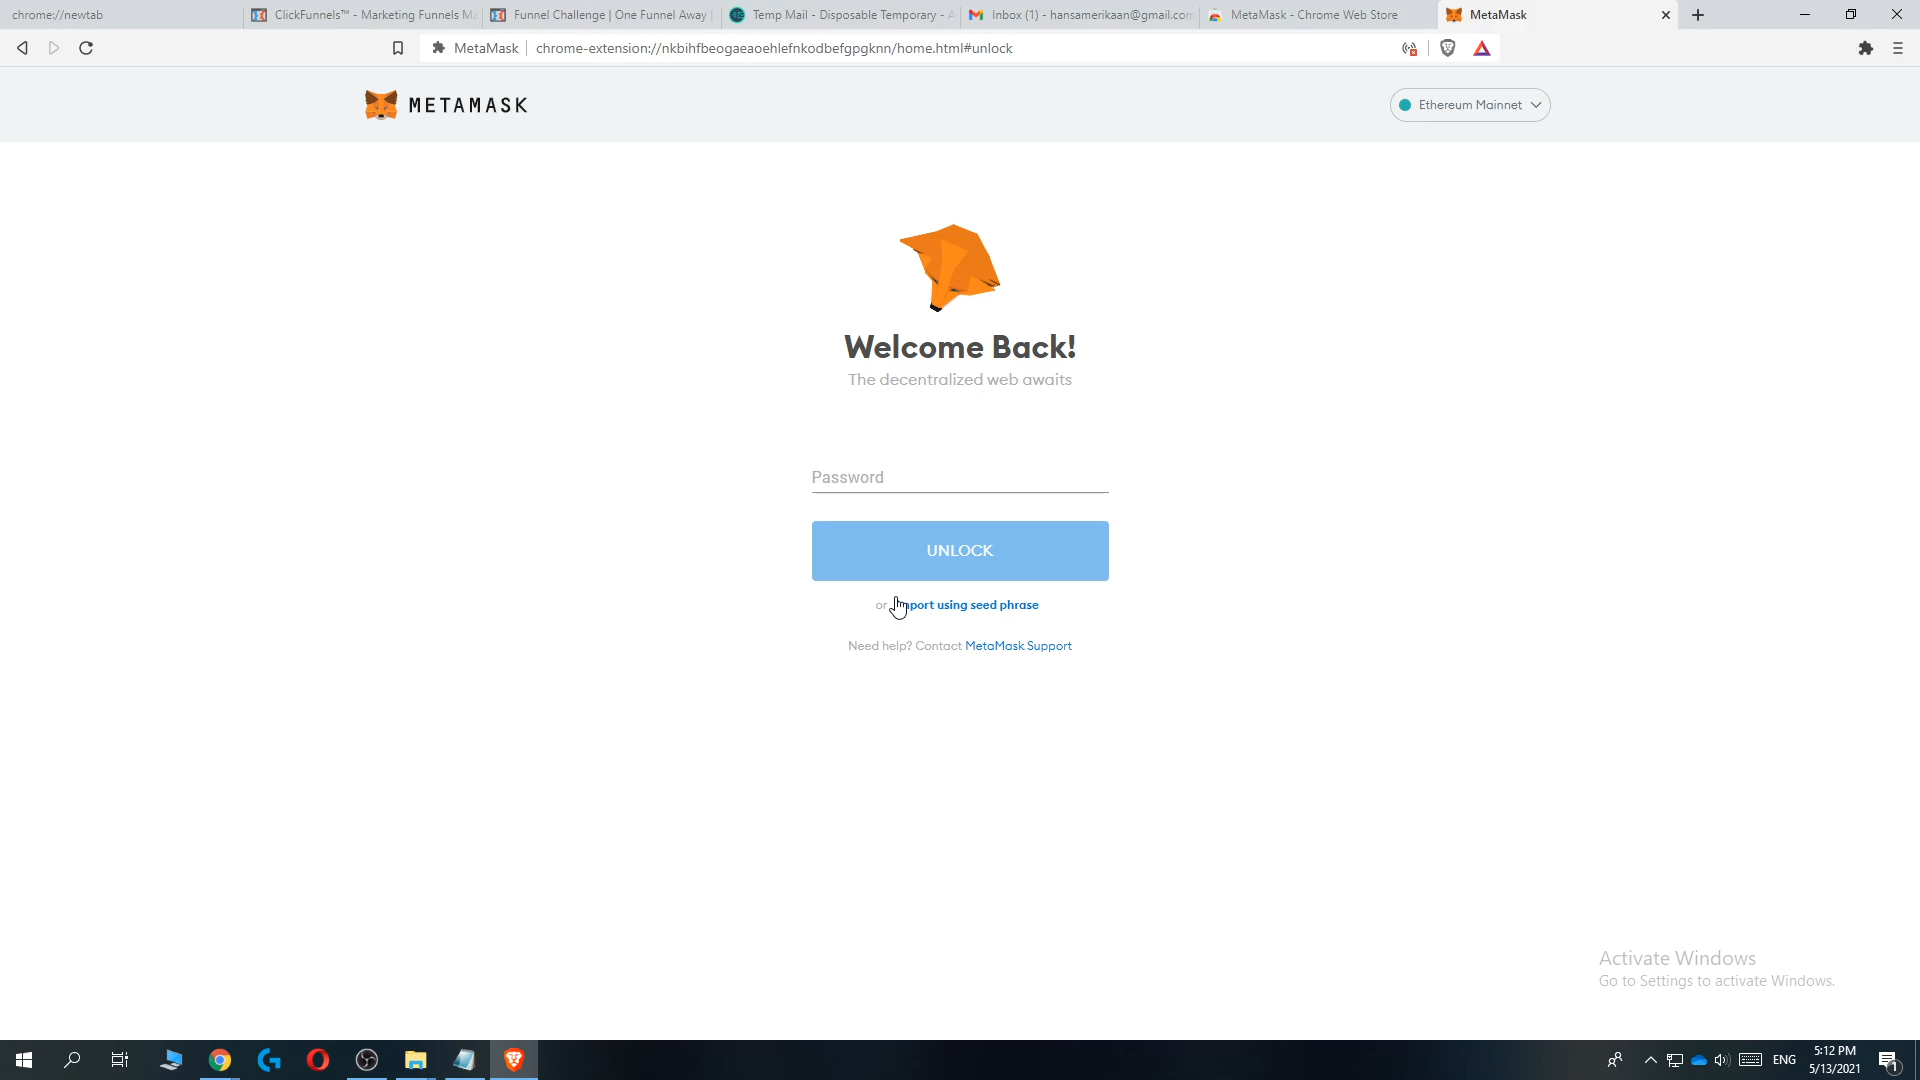 chrome://newtab
ClickFunnels™ - Marketing Funnels Ma
Funnel Challenge | One Funnel Away
Temp Mail - Disposable Temporary -
Inbox (1) - hansamerikaan@gmail.com
MetaMask - Chrome Web Store
MetaMask
MetaMask
chrome-extension://nkbihfbeogaeaoehlefnkodbefgpgknn/home.html#unlock
METAMASK
Ethereum Mainnet
Welcome Back!
The decentralized web awaits
Password
UNLOCK
or using seed phrase
Need help? Contact MetaMask Support
Activate Windows
Go to Settings to activate Windows.
ENG
5:12 PM
5/13/2021
1